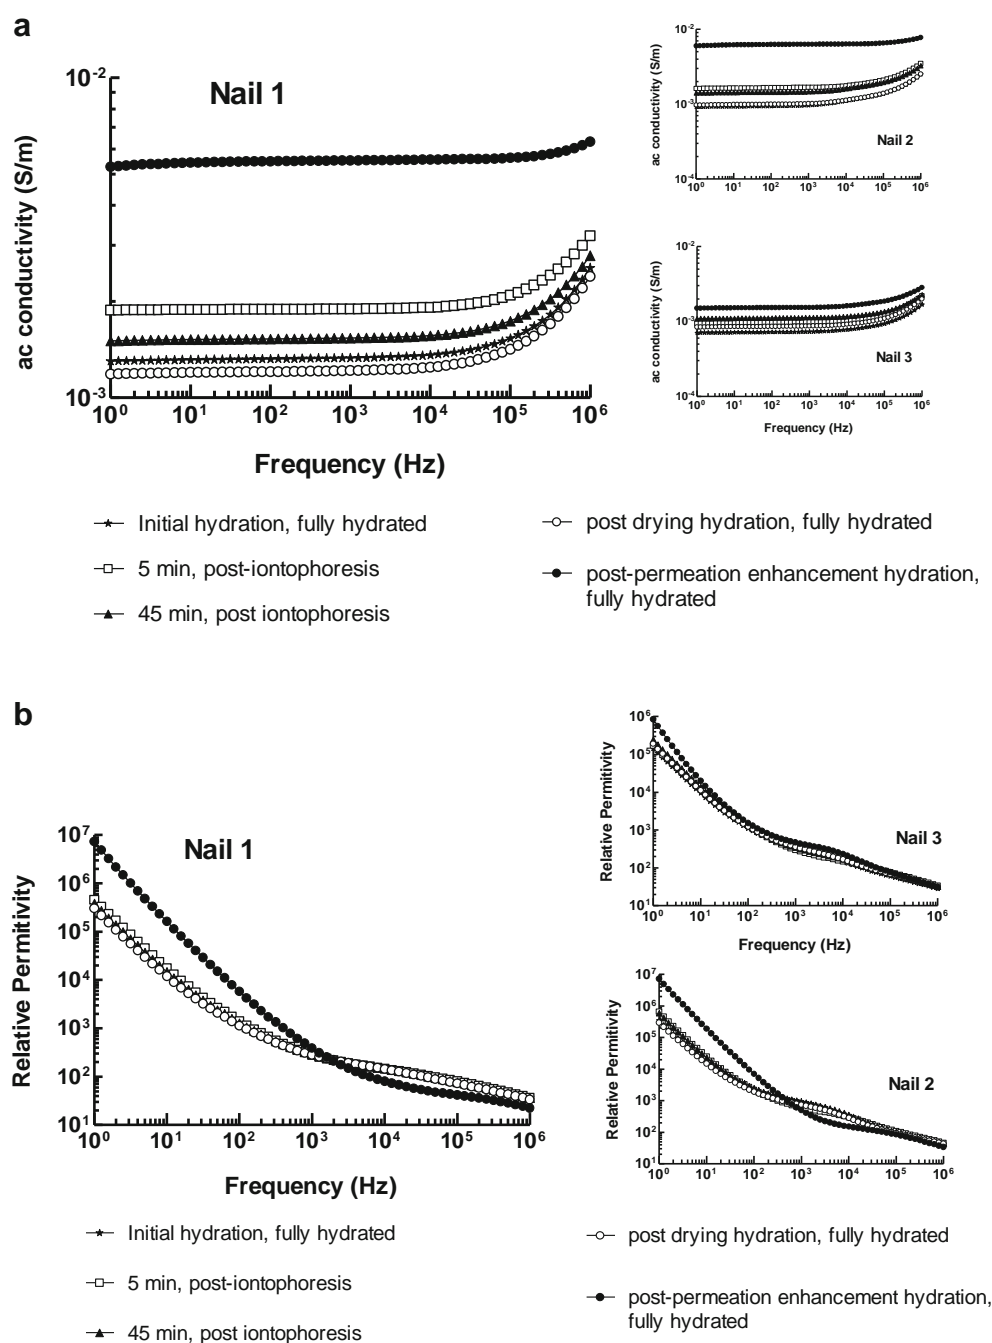 a
Nail 1
ac conductivity (S/m)
10⁻²
10⁻³
10⁰ 10¹ 10² 10³ 10⁴ 10⁵ 10⁶
Frequency (Hz)
ac conductivity (S/m)
10⁻²
10⁻³
10⁻⁴
Nail 2
10⁰ 10¹ 10² 10³ 10⁴ 10⁵ 10⁶
ac conductivity (S/m)
10⁻²
10⁻³
10⁻⁴
Nail 3
10⁰ 10¹ 10² 10³ 10⁴ 10⁵ 10⁶
Frequency (Hz)
Initial hydration, fully hydrated
5 min, post-iontophoresis
45 min, post iontophoresis
post drying hydration, fully hydrated
post-permeation enhancement hydration,
fully hydrated
b
Nail 1
Relative Permitivity
10⁷
10⁶
10⁵
10⁴
10³
10²
10¹
10⁰ 10¹ 10² 10³ 10⁴ 10⁵ 10⁶
Frequency (Hz)
Relative Permitivity
10⁶
10⁵
10⁴
10³
10²
10¹
Nail 3
10⁰ 10¹ 10² 10³ 10⁴ 10⁵ 10⁶
Frequency (Hz)
Relative Permitivity
10⁷
10⁶
10⁵
10⁴
10³
10²
10¹
Nail 2
10⁰ 10¹ 10² 10³ 10⁴ 10⁵ 10⁶
Frequency (Hz)
Initial hydration, fully hydrated
5 min, post-iontophoresis
45 min, post iontophoresis
post drying hydration, fully hydrated
post-permeation enhancement hydration,
fully hydrated